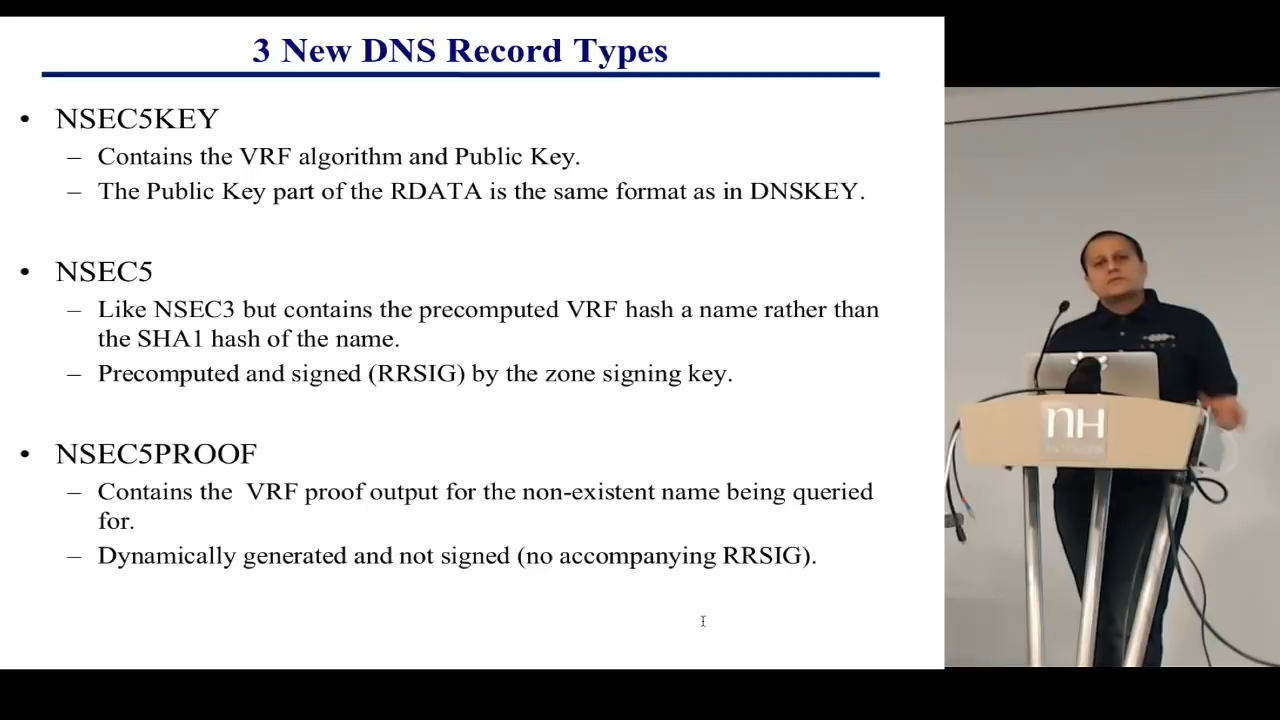 3 New DNS Record Types
• NSEC5KEY
– Contains the VRF algorithm and Public Key.
– The Public Key part of the RDATA is the same format as in DNSKEY.
• NSEC5
– Like NSEC3 but contains the precomputed VRF hash a name rather than
the SHA1 hash of the name.
– Precomputed and signed (RRSIG) by the zone signing key.
• NSEC5PROOF
– Contains the VRF proof output for the non-existent name being queried
for.
– Dynamically generated and not signed (no accompanying RRSIG).
nH